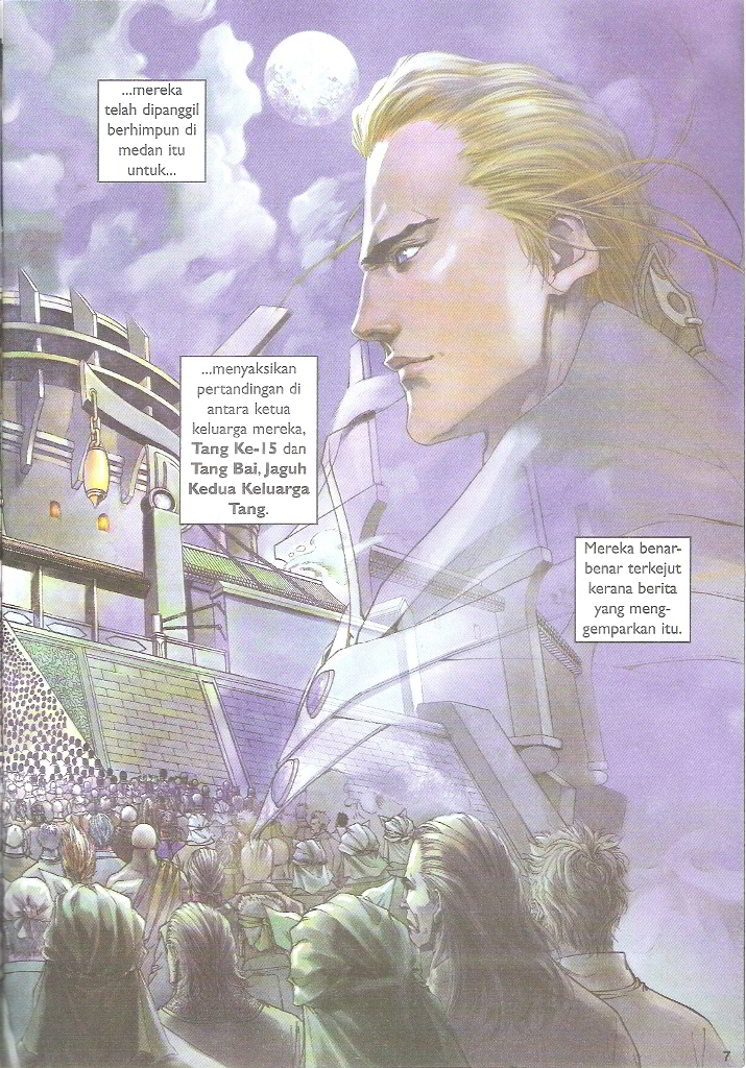 ...mereka
telah dipanggil
berhimpun di
medan itu
untuk...
...menyaksikan
pertandingan di
antara ketua
keluarga mereka,
Tang Ke-15 dan
Tang Bai, Jaguh
Kedua Keluarga
Tang.
Mereka benar-
benar terkejut
kerana berita
yang meng-
gemparkan itu.
7